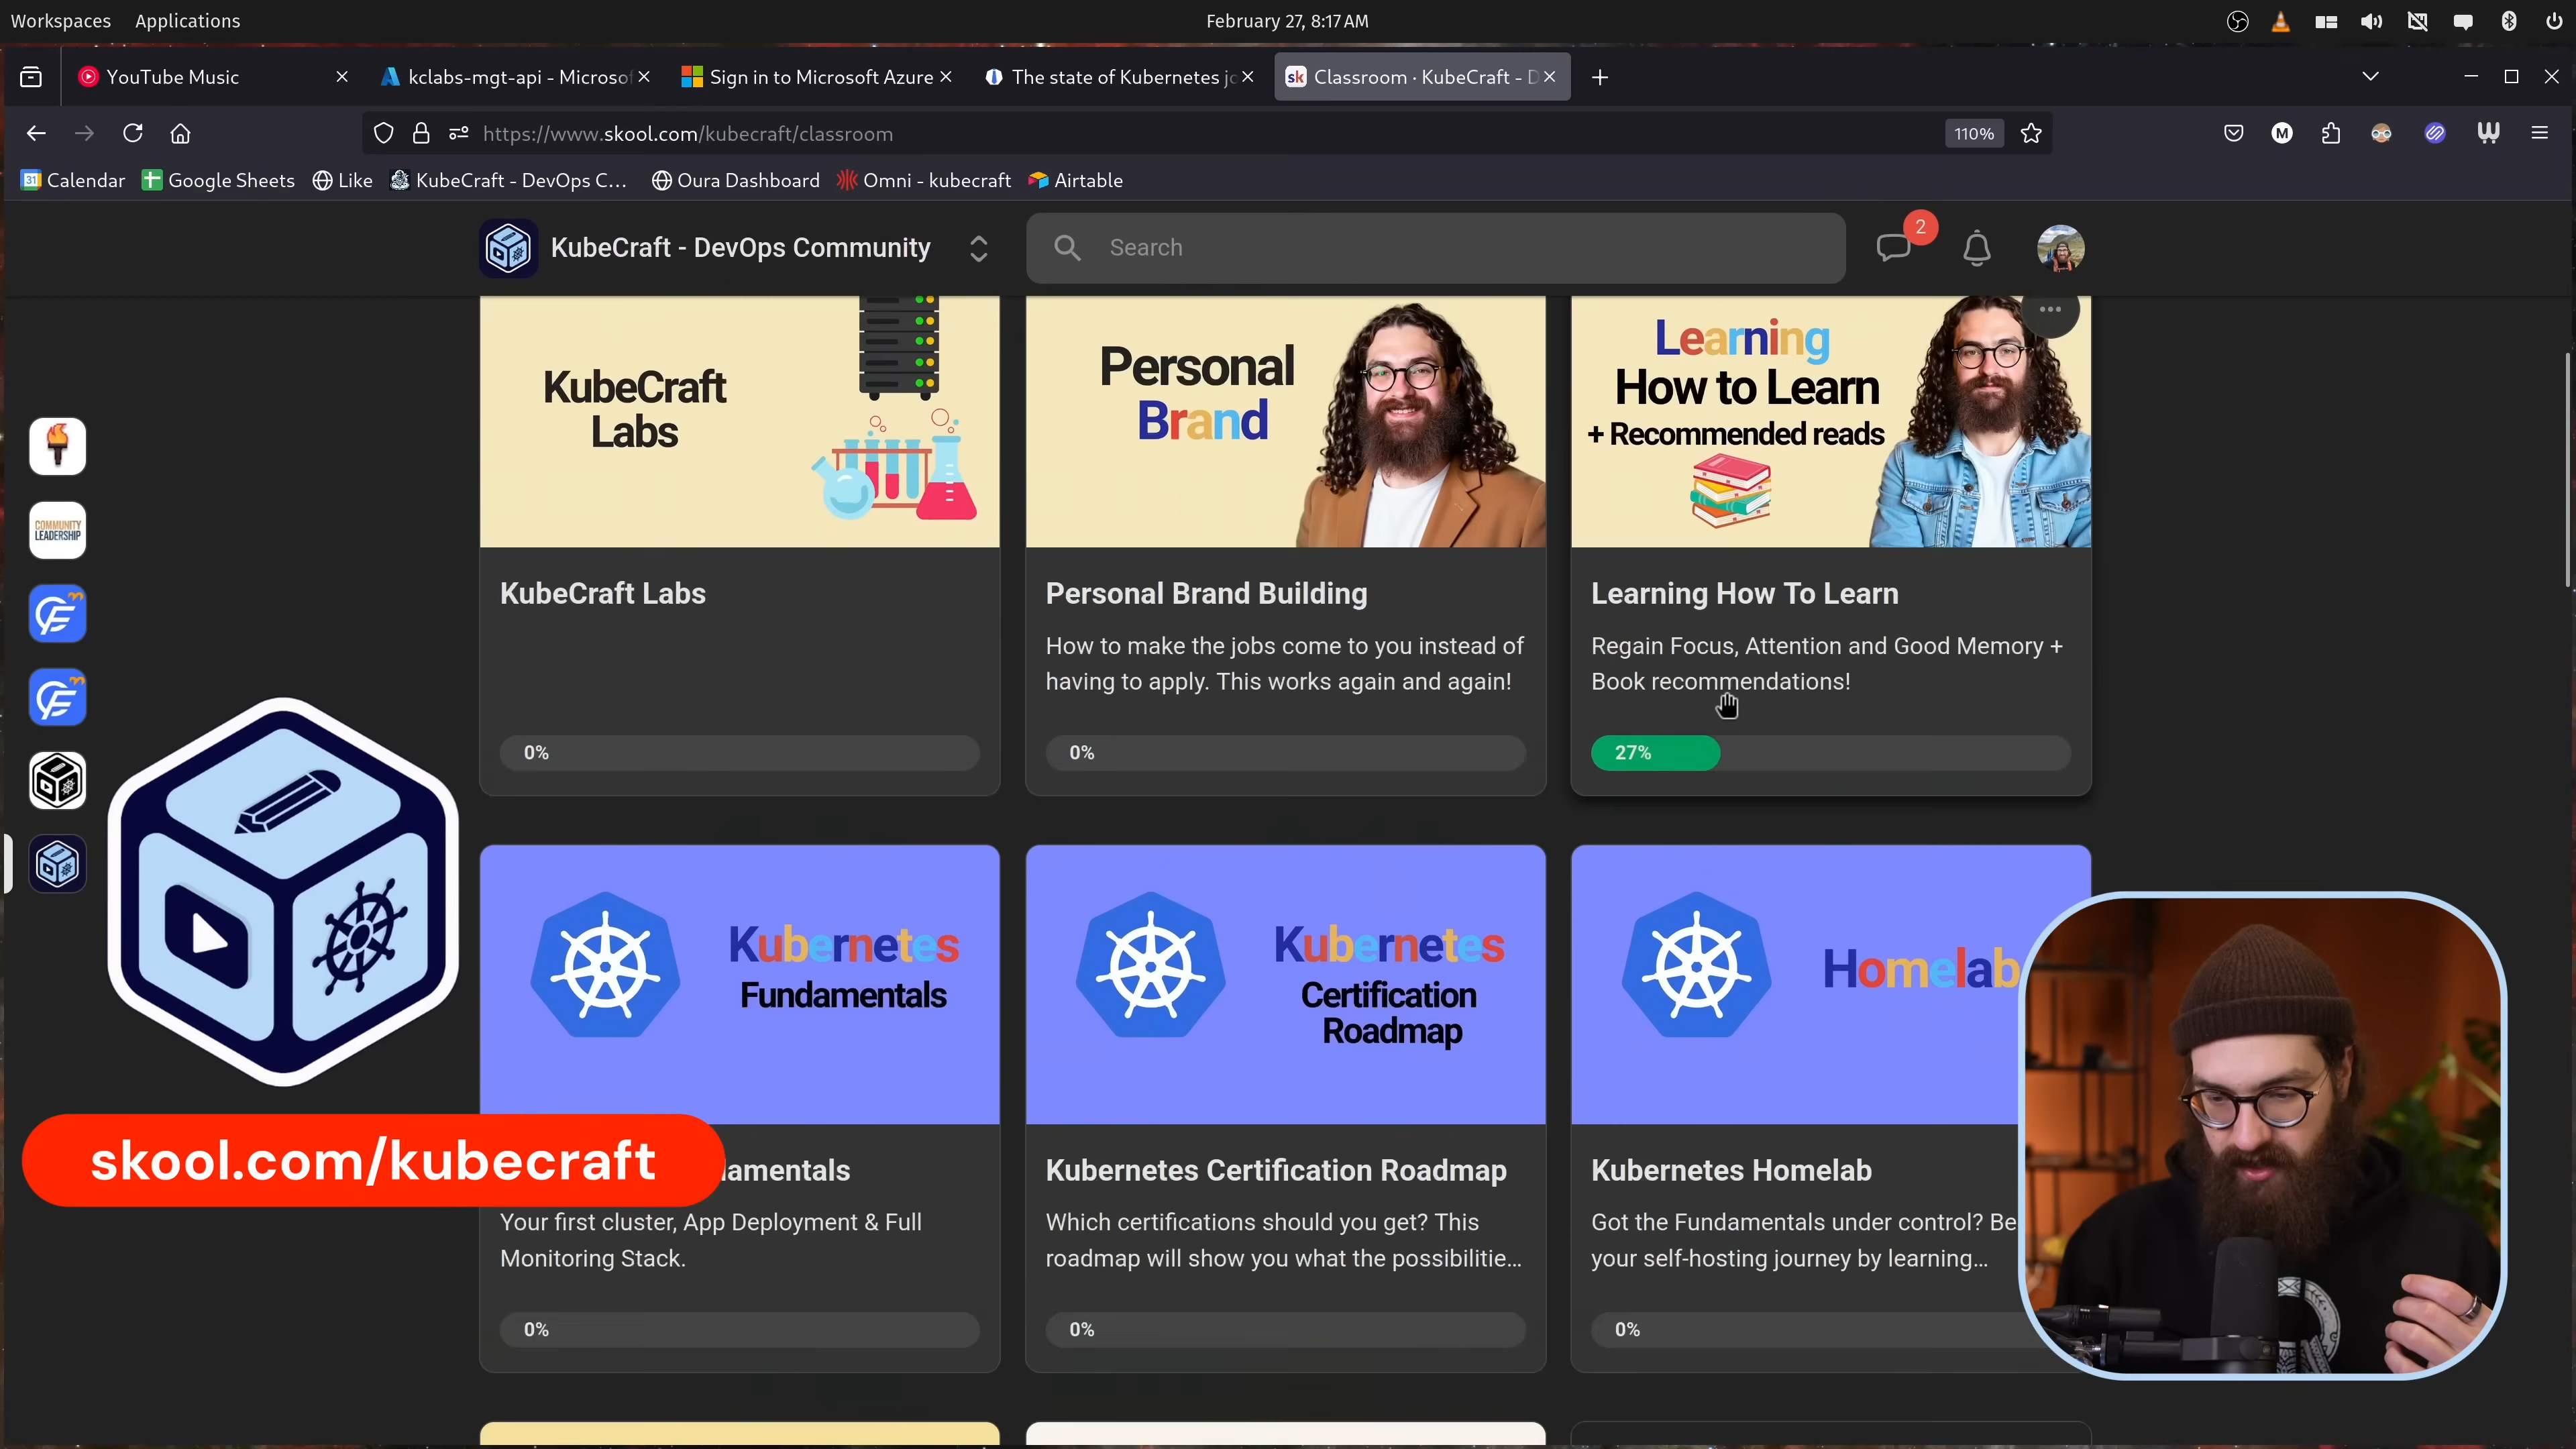 Workspaces Applications February 27, 8:17 AM
YouTube Music kclabs-mgt-api - Microsof Sign in to Microsoft Azure The state of Kubernetes jo sk Classroom · KubeCraft - D
https://www.skool.com/kubecraft/classroom 110% M
31 Calendar Google Sheets Like KubeCraft - DevOps C... Oura Dashboard Omni - kubecraft Airtable
KubeCraft - DevOps Community Search 2
KubeCraft
Labs
Personal
Brand
Learning
How to Learn
+ Recommended reads
COMMUNITY
LEADERSHIP
KubeCraft Labs
0%
Personal Brand Building
How to make the jobs come to you instead of
having to apply. This works again and again!
0%
Learning How To Learn
Regain Focus, Attention and Good Memory +
Book recommendations!
27%
Kubernetes
Fundamentals
Kubernetes
Certification
Roadmap
Homelab
skool.com/kubecraft
lamentals
Your first cluster, App Deployment & Full
Monitoring Stack.
0%
Kubernetes Certification Roadmap
Which certifications should you get? This
roadmap will show you what the possibilitie...
0%
Kubernetes Homelab
Got the Fundamentals under control? Be
your self-hosting journey by learning...
0%